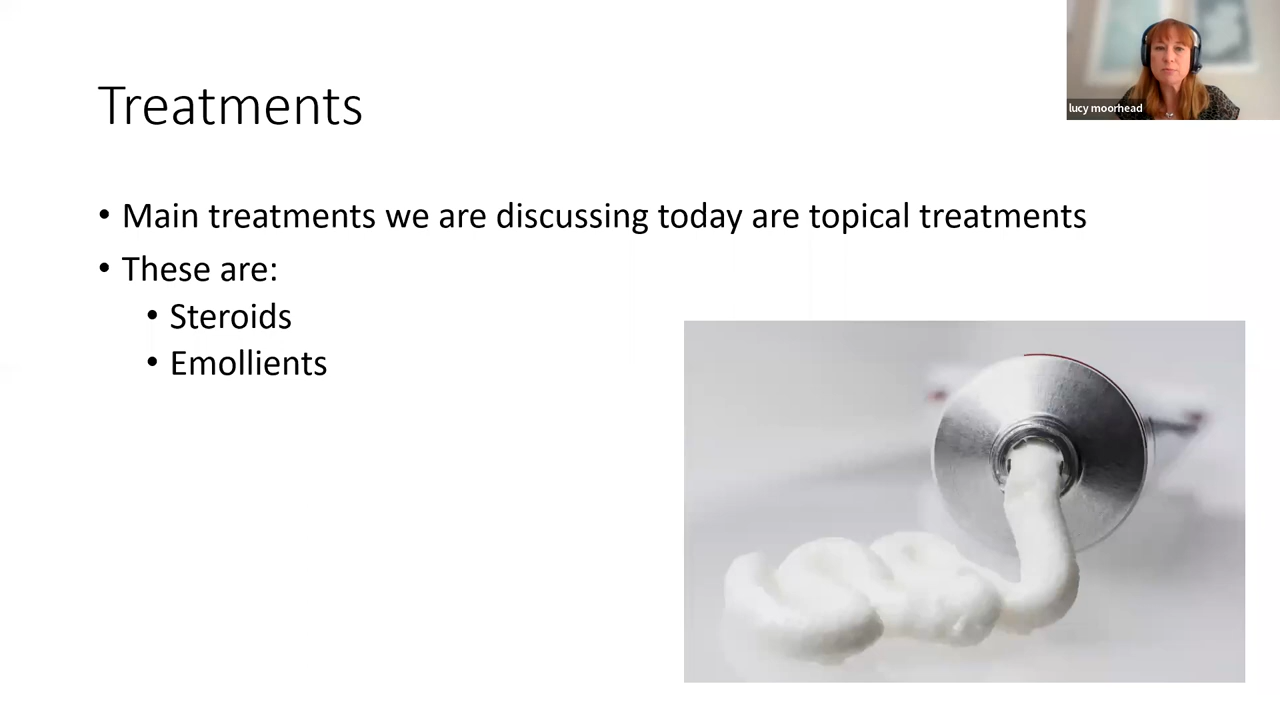 Treatments
lucy moorhead
• Main treatments we are discussing today are topical treatments
• These are:
• Steroids
• Emollients